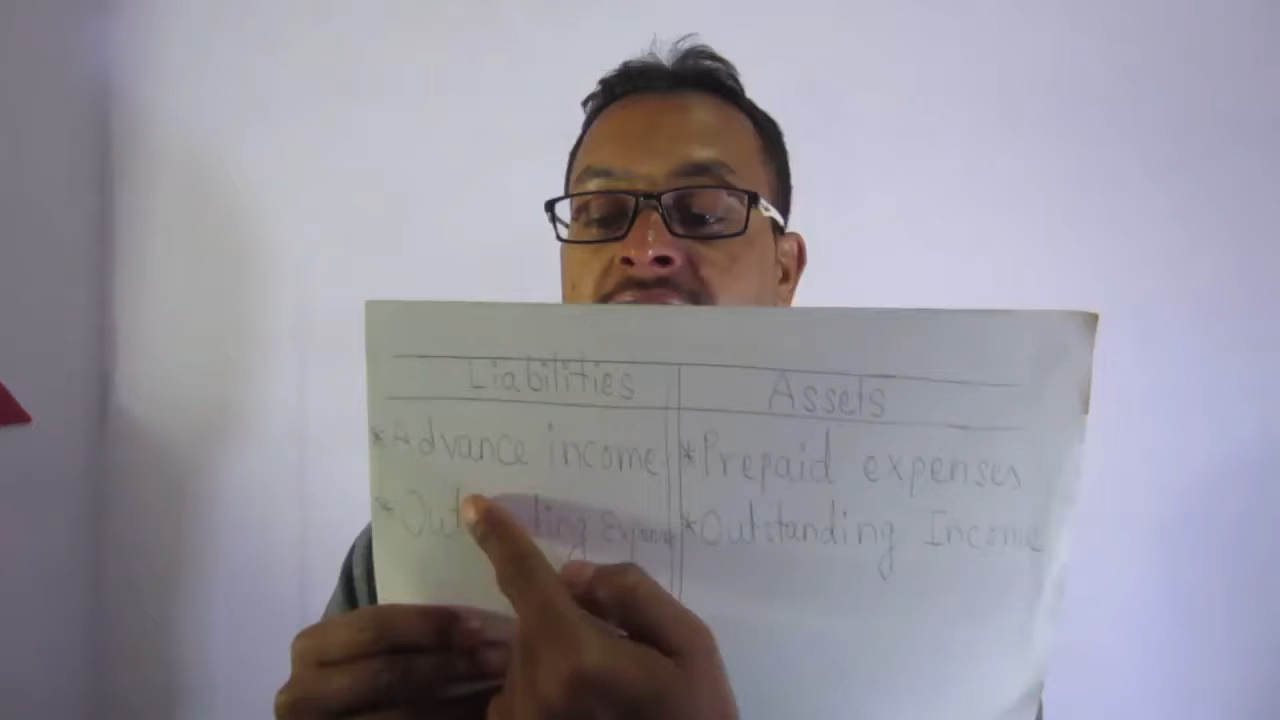 Liabilities
Assets
*Advance income
*Prepaid expenses
*Outstanding Income